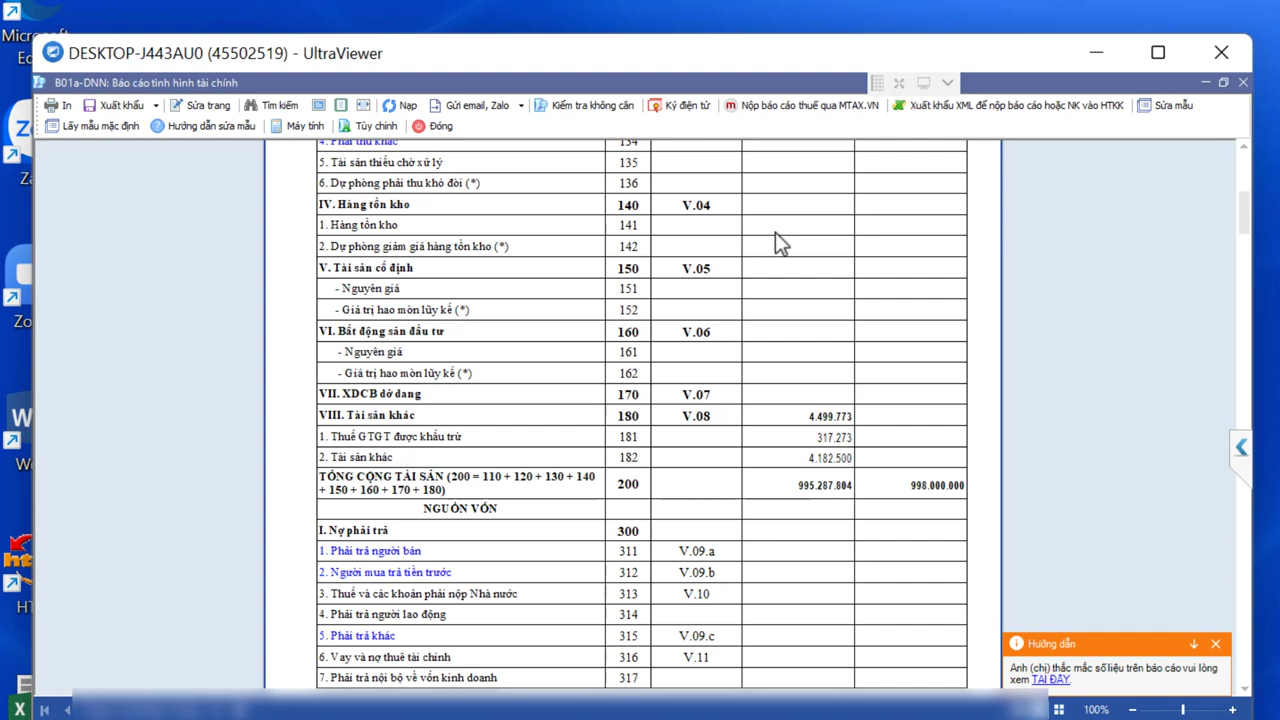 Micros
DESKTOP-J443AU0 (45502519) - UltraViewer
B01a-DNN: Báo cáo tình hình tài chính
In Xuất khẩu Sửa trang Tìm kiếm Nạp Gửi email, Zalo Kiểm tra không cân Ký điện tử Nộp báo cáo thuế qua MTAX.VN Xuất khẩu XML để nộp báo cáo hoặc NK vào HTKK Sửa mẫu
Lấy mẫu mặc định Hướng dẫn sửa mẫu Máy tính Tùy chỉnh Đóng
4. Phải thu khác 134
5. Tài sản thiếu chờ xử lý 135
6. Dự phòng phải thu khó đòi (*) 136
IV. Hàng tồn kho 140 V.04
1. Hàng tồn kho 141
2. Dự phòng giảm giá hàng tồn kho (*) 142
V. Tài sản cố định 150 V.05
- Nguyên giá 151
- Giá trị hao mòn lũy kế (*) 152
VI. Bất động sản đầu tư 160 V.06
- Nguyên giá 161
- Giá trị hao mòn lũy kế (*) 162
VII. XDCB dở dang 170 V.07
VIII. Tài sản khác 180 V.08 4.499.773
1. Thuế GTGT được khấu trừ 181 317.273
2. Tài sản khác 182 4.182.500
TỔNG CỘNG TÀI SẢN (200 = 110 + 120 + 130 + 140
+ 150 + 160 + 170 + 180) 200 995.287.804 998.000.000
NGUỒN VỐN
I. Nợ phải trả 300
1. Phải trả người bán 311 V.09.a
2. Người mua trả tiền trước 312 V.09.b
3. Thuế và các khoản phải nộp Nhà nước 313 V.10
4. Phải trả người lao động 314
5. Phải trả khác 315 V.09.c
6. Vay và nợ thuê tài chính 316 V.11
7. Phải trả nội bộ về vốn kinh doanh 317
Hướng dẫn
Anh (chị) thắc mắc số liệu trên báo cáo vui lòng
xem TẠI ĐÂY.
100%